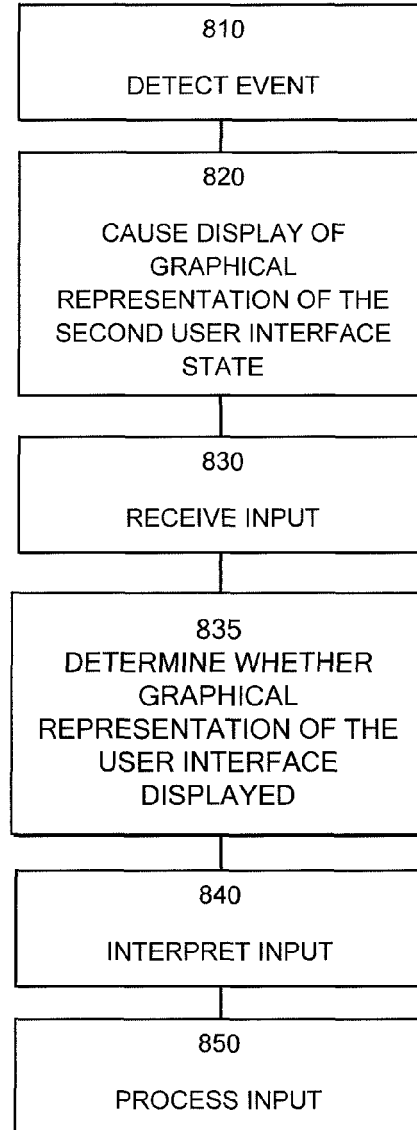 810
DETECT EVENT
820
CAUSE DISPLAY OF
GRAPHICAL
REPRESENTATION OF THE
SECOND USER INTERFACE
STATE
830
RECEIVE INPUT
835
DETERMINE WHETHER
GRAPHICAL
REPRESENTATION OF THE
USER INTERFACE
DISPLAYED
840
INTERPRET INPUT
850
PROCESS INPUT